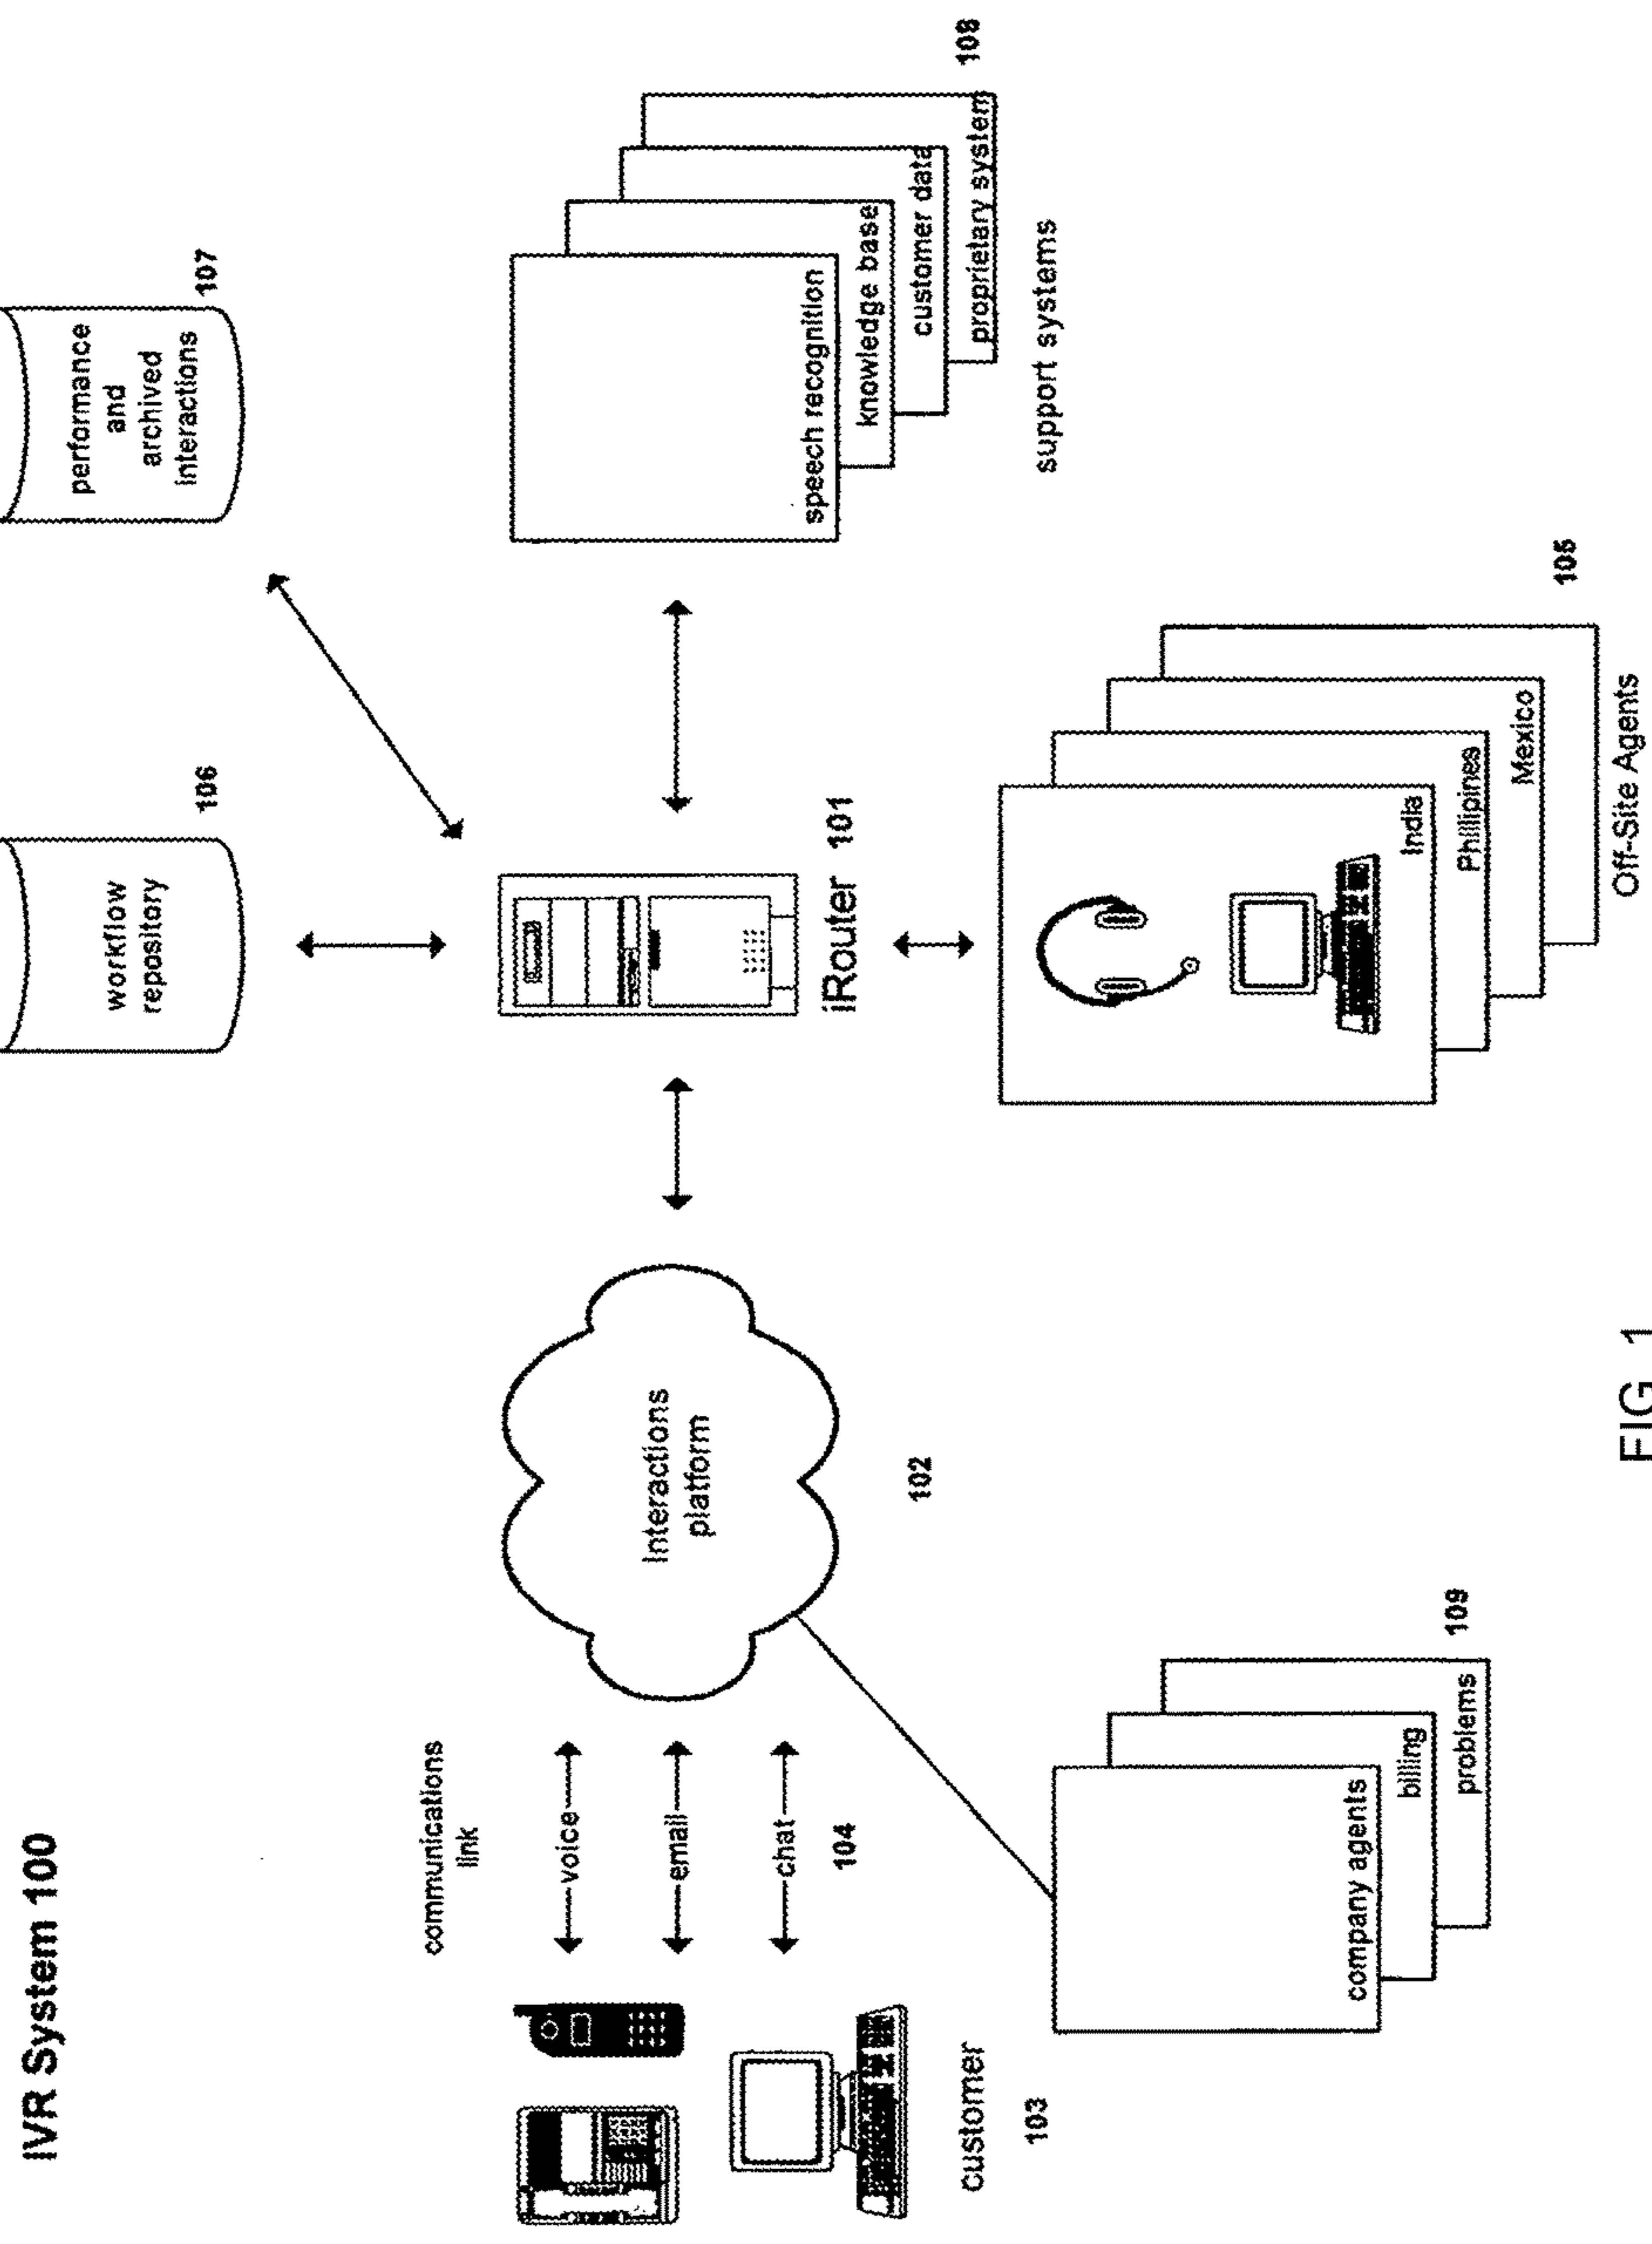 IVR System 100
workflow
repository
106
performance
and
archived
interactions
107
communications
link
voice
email
chat
104
customer
103
Interactions
platform
102
iRouter 101
speech recognition
knowledge base
customer data
proprietary system
108
support systems
company agents
billing
problems
109
India
Phillipines
Mexico
105
Off-Site Agents
FIG 1